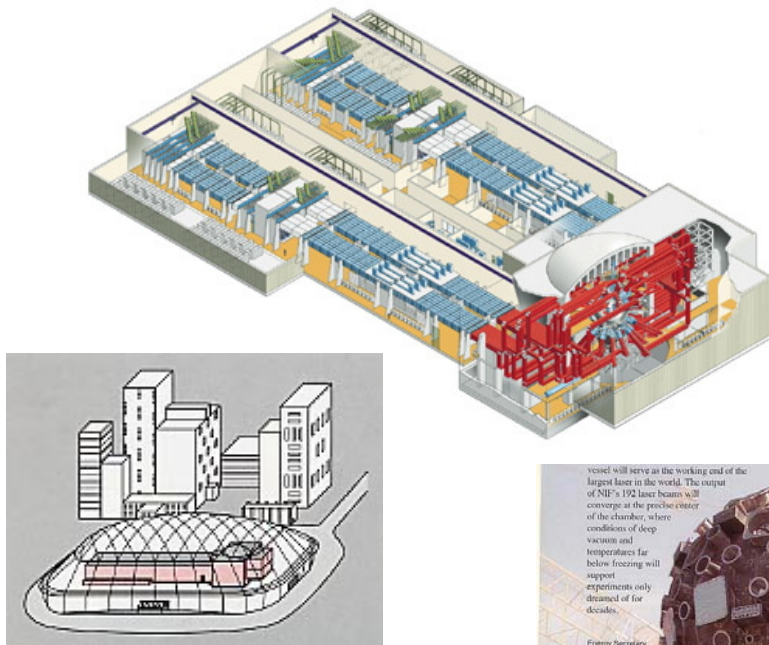 vessel will serve as the working end of the
largest laser in the world. The output
of NIF's 192 laser beams will
converge at the precise center
of the chamber, where
conditions of deep
vacuum and
temperatures far
below freezing will
support
experiments only
dreamed of for
decades.
Energy Secretary